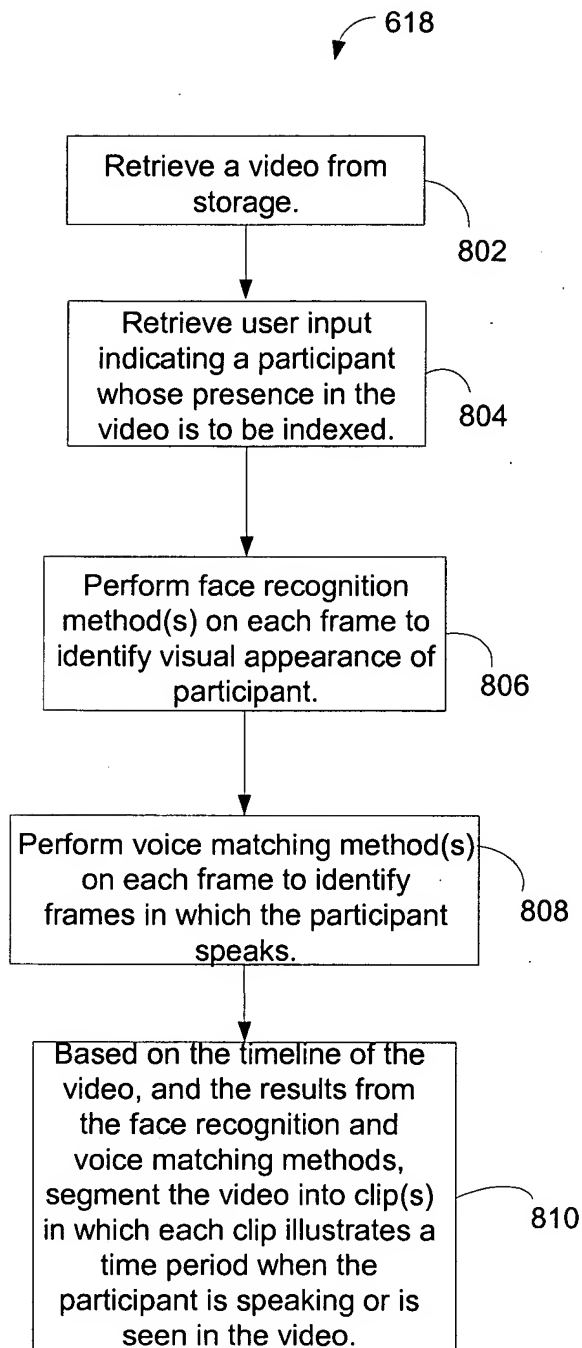 618
Retrieve a video from
storage.
802
Retrieve user input
indicating a participant
whose presence in the
video is to be indexed.
804
Perform face recognition
method(s) on each frame to
identify visual appearance of
participant.
806
Perform voice matching method(s)
on each frame to identify
frames in which the participant
speaks.
808
Based on the timeline of the
video, and the results from
the face recognition and
voice matching methods,
segment the video into clip(s)
in which each clip illustrates a
time period when the
participant is speaking or is
seen in the video.
810